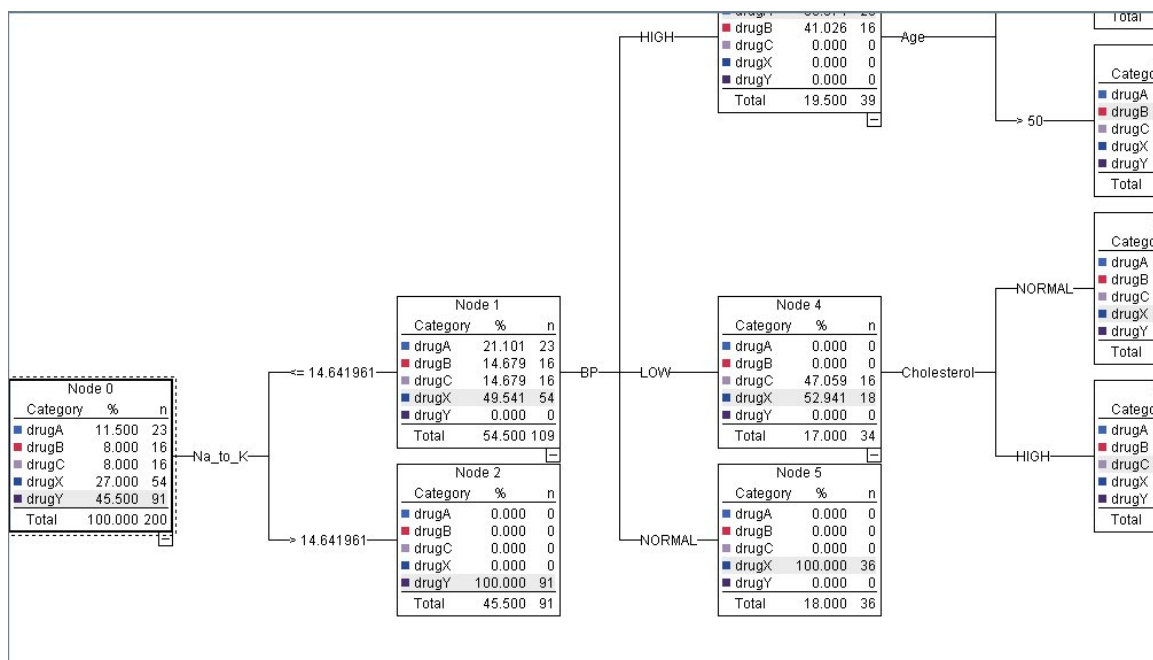 Node 0
Category % n
drugA 11.500 23
drugB 8.000 16
drugC 8.000 16
drugX 27.000 54
drugY 45.500 91
Total 100.000 200
Na_to_K
<= 14.641961
> 14.641961
Node 1
Category % n
drugA 21.101 23
drugB 14.679 16
drugC 14.679 16
drugX 49.541 54
drugY 0.000 0
Total 54.500 109
Node 2
Category % n
drugA 0.000 0
drugB 0.000 0
drugC 0.000 0
drugX 0.000 0
drugY 100.000 91
Total 45.500 91
BP
HIGH
LOW
NORMAL
drugB 41.026 16
drugC 0.000 0
drugX 0.000 0
drugY 0.000 0
Total 19.500 39
Node 4
Category % n
drugA 0.000 0
drugB 0.000 0
drugC 47.059 16
drugX 52.941 18
drugY 0.000 0
Total 17.000 34
Node 5
Category % n
drugA 0.000 0
drugB 0.000 0
drugC 0.000 0
drugX 100.000 36
drugY 0.000 0
Total 18.000 36
Age
> 50
Cholesterol
NORMAL
HIGH
Total
Catego
drugA
drugB
drugC
drugX
drugY
Total
Catego
drugA
drugB
drugC
drugX
drugY
Total
Catego
drugA
drugB
drugC
drugX
drugY
Total